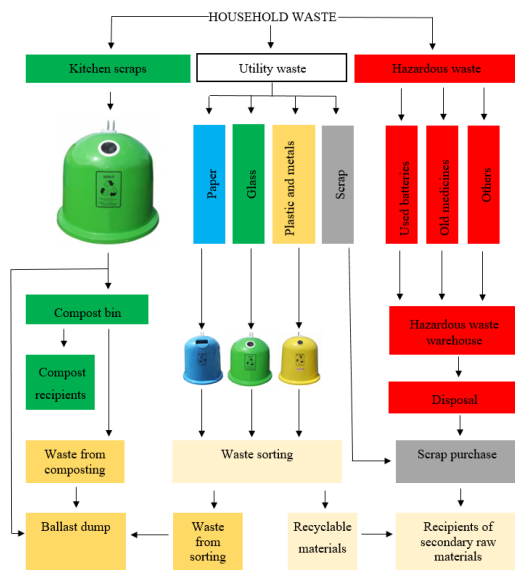 HOUSEHOLD WASTE
Kitchen scraps
Utility waste
Hazardous waste
Paper
Glass
Plastic and metals
Scrap
Used batteries
Old medicines
Others
Compost bin
Hazardous waste
warehouse
Compost
recipients
Disposal
Waste from
composting
Waste sorting
Scrap purchase
Ballast dump
Waste
from
sorting
Recyclable
materials
Recipients of
secondary raw
materials